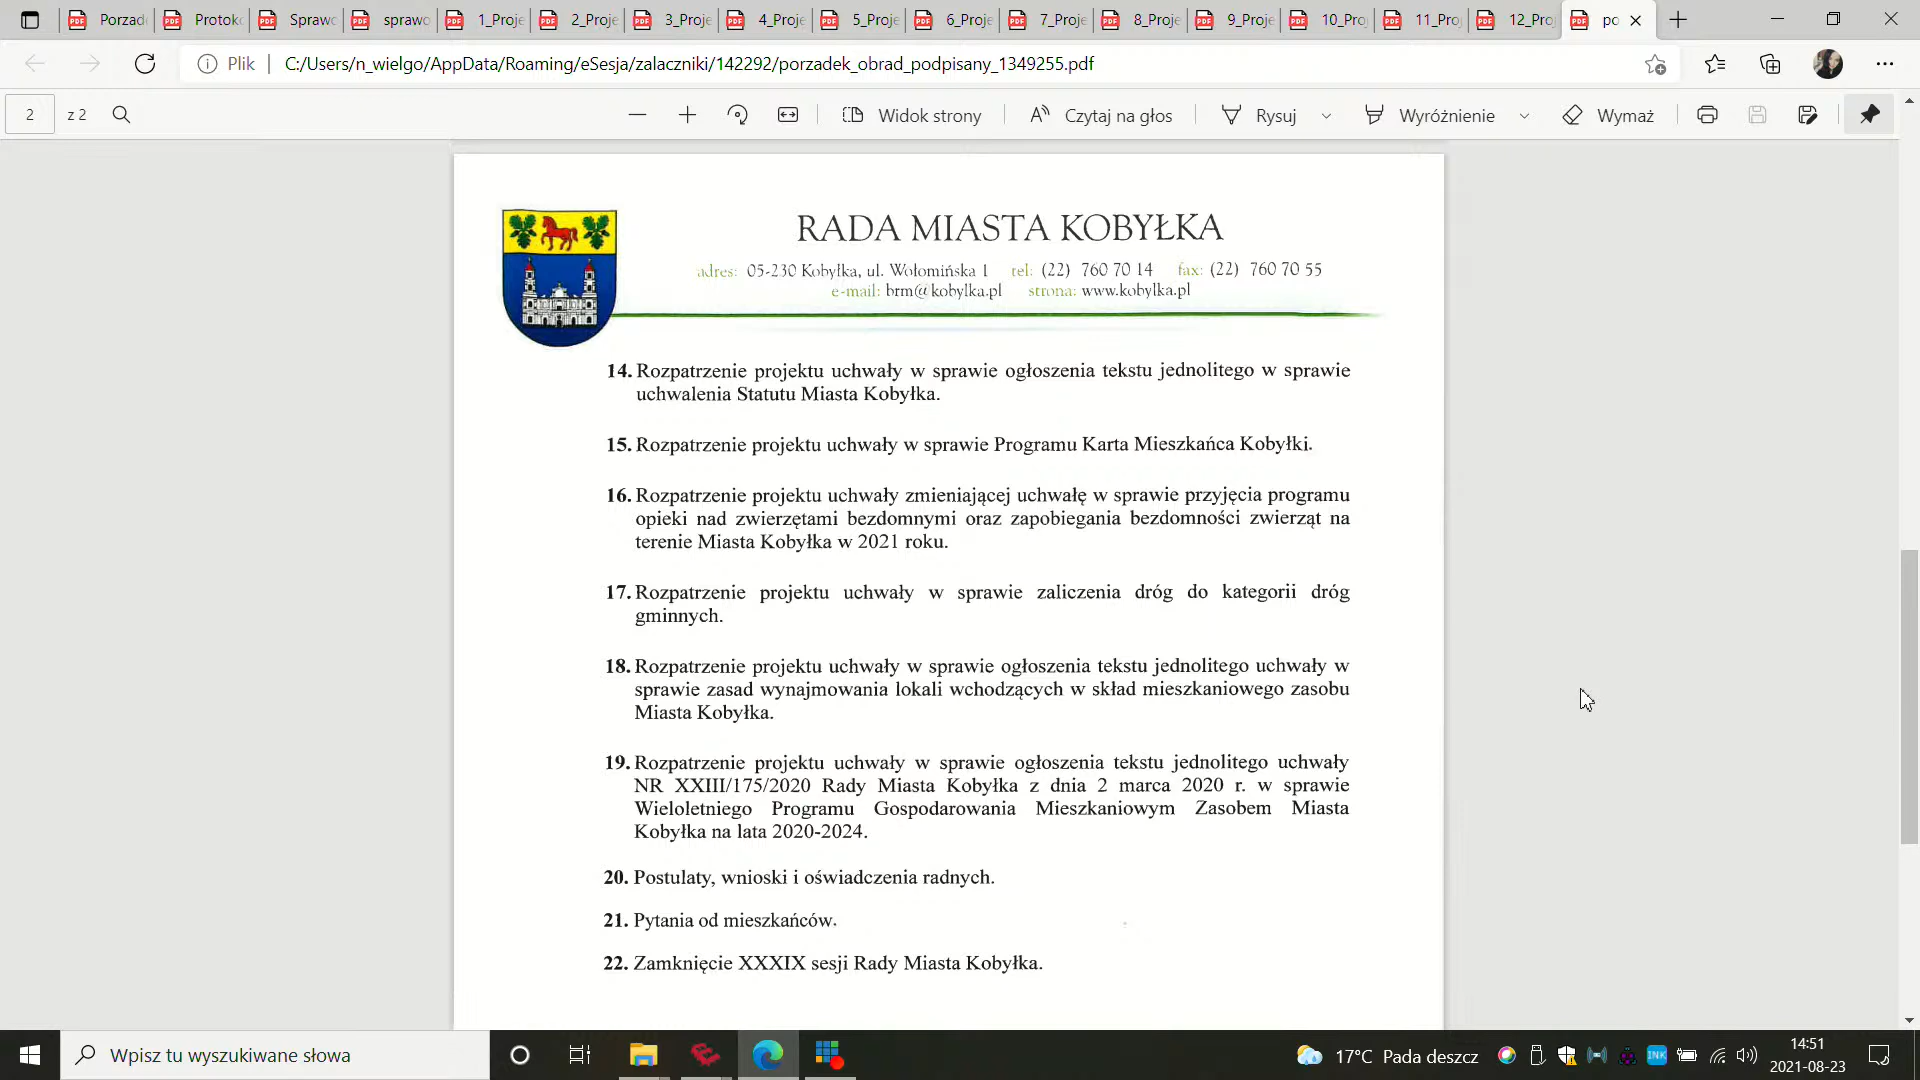 Porzad
Protoko
Sprawo
sprawo
1_Proje
2_Proje
3_Proje
4_Proje
5_Proje
6_Proje
7_Proje
8_Proje
9_Proje
10_Proj
11_Proj
12_Proj
po
Plik
C:/Users/n_wielgo/AppData/Roaming/eSesja/zalaczniki/142292/porzadek_obrad_podpisany_1349255.pdf
2 z 2
Widok strony
Czytaj na głos
Rysuj
Wyróżnienie
Wymaż
RADA MIASTA KOBYŁKA
adres: 05-230 Kobyłka, ul. Wołomińska 1 tel: (22) 760 70 14 fax: (22) 760 70 55
e-mail: brm@kobylka.pl strona: www.kobylka.pl
14. Rozpatrzenie projektu uchwały w sprawie ogłoszenia tekstu jednolitego w sprawie
uchwalenia Statutu Miasta Kobyłka.
15. Rozpatrzenie projektu uchwały w sprawie Programu Karta Mieszkańca Kobyłki.
16. Rozpatrzenie projektu uchwały zmieniającej uchwałę w sprawie przyjęcia programu
opieki nad zwierzętami bezdomnymi oraz zapobiegania bezdomności zwierząt na
terenie Miasta Kobyłka w 2021 roku.
17. Rozpatrzenie projektu uchwały w sprawie zaliczenia dróg do kategorii dróg
gminnych.
18. Rozpatrzenie projektu uchwały w sprawie ogłoszenia tekstu jednolitego uchwały w
sprawie zasad wynajmowania lokali wchodzących w skład mieszkaniowego zasobu
Miasta Kobyłka.
19. Rozpatrzenie projektu uchwały w sprawie ogłoszenia tekstu jednolitego uchwały
NR XXIII/175/2020 Rady Miasta Kobyłka z dnia 2 marca 2020 r. w sprawie
Wieloletniego Programu Gospodarowania Mieszkaniowym Zasobem Miasta
Kobyłka na lata 2020-2024.
20. Postulaty, wnioski i oświadczenia radnych.
21. Pytania od mieszkańców.
22. Zamknięcie XXXIX sesji Rady Miasta Kobyłka.
Wpisz tu wyszukiwane słowa
17°C Pada deszcz
INK
14:51
2021-08-23